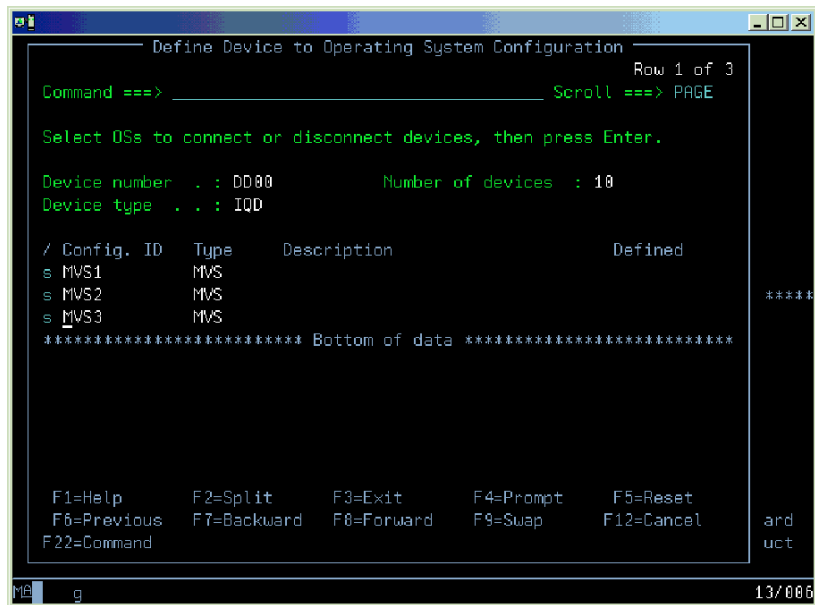 Define Device to Operating System Configuration
Row 1 of 3
Command ===> _____________________________________ Scroll ===> PAGE
Select OSs to connect or disconnect devices, then press Enter.
Device number . : DD00 Number of devices : 10
Device type . . : IQD
/ Config. ID Type Description Defined
s MVS1 MVS
s MVS2 MVS *****
s MVS3 MVS
************************** Bottom of data ***************************
F1=Help F2=Split F3=Exit F4=Prompt F5=Reset
F6=Previous F7=Backward F8=Forward F9=Swap F12=Cancel ard
F22=Command uct
MA g 13/006